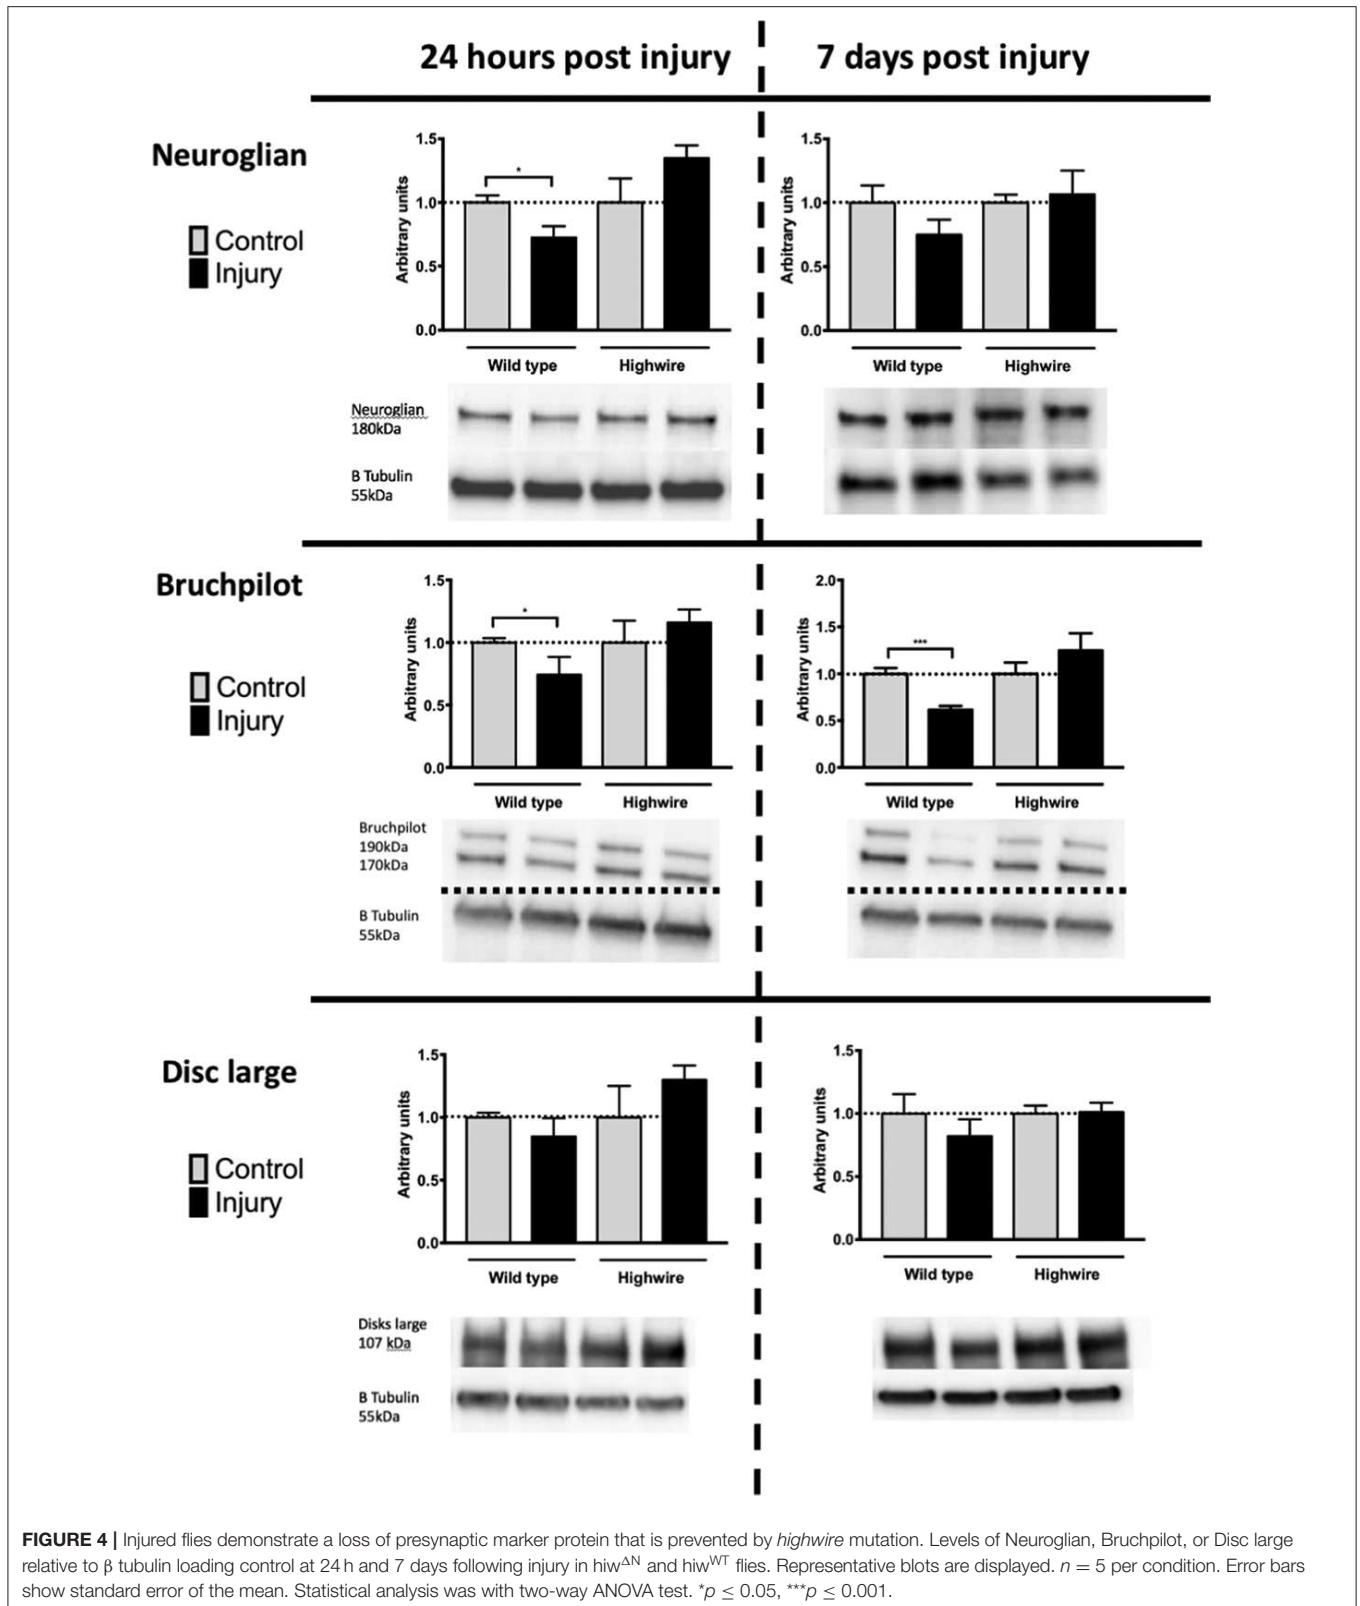 24 hours post injury
7 days post injury
Neuroglian
Control
Injury
Arbitrary units
1.5
1.0
0.5
0.0
*
Wild type
Highwire
Arbitrary units
1.5
1.0
0.5
0.0
Wild type
Highwire
Neuroglian
180kDa
B Tubulin
55kDa
Bruchpilot
Control
Injury
Arbitrary units
1.5
1.0
0.5
0.0
*
Wild type
Highwire
Arbitrary units
2.0
1.5
1.0
0.5
0.0
***
Wild type
Highwire
Bruchpilot
190kDa
170kDa
B Tubulin
55kDa
Disc large
Control
Injury
Arbitrary units
1.5
1.0
0.5
0.0
Wild type
Highwire
Arbitrary units
1.5
1.0
0.5
0.0
Wild type
Highwire
Disks large
107 kDa
B Tubulin
55kDa
FIGURE 4 | Injured flies demonstrate a loss of presynaptic marker protein that is prevented by highwire mutation. Levels of Neuroglian, Bruchpilot, or Disc large
relative to β tubulin loading control at 24 h and 7 days following injury in hiwΔN and hiwWT flies. Representative blots are displayed. n = 5 per condition. Error bars
show standard error of the mean. Statistical analysis was with two-way ANOVA test. *p ≤ 0.05, ***p ≤ 0.001.